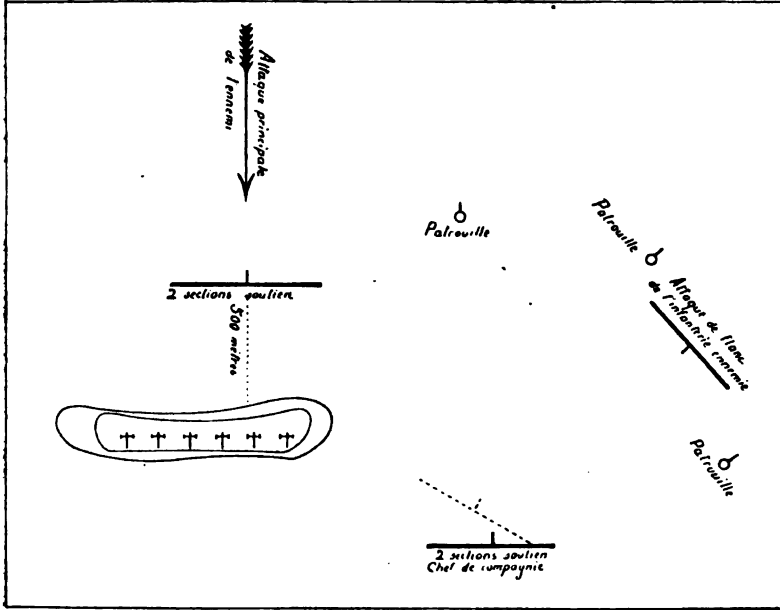 Attaque principale
de l'ennemi
Patrouille
Patrouille
2 sections soutien
500 mètres
Attaque de flanc
de l'infanterie ennemie
Patrouille
2 sections soutien
Chef de compagnie